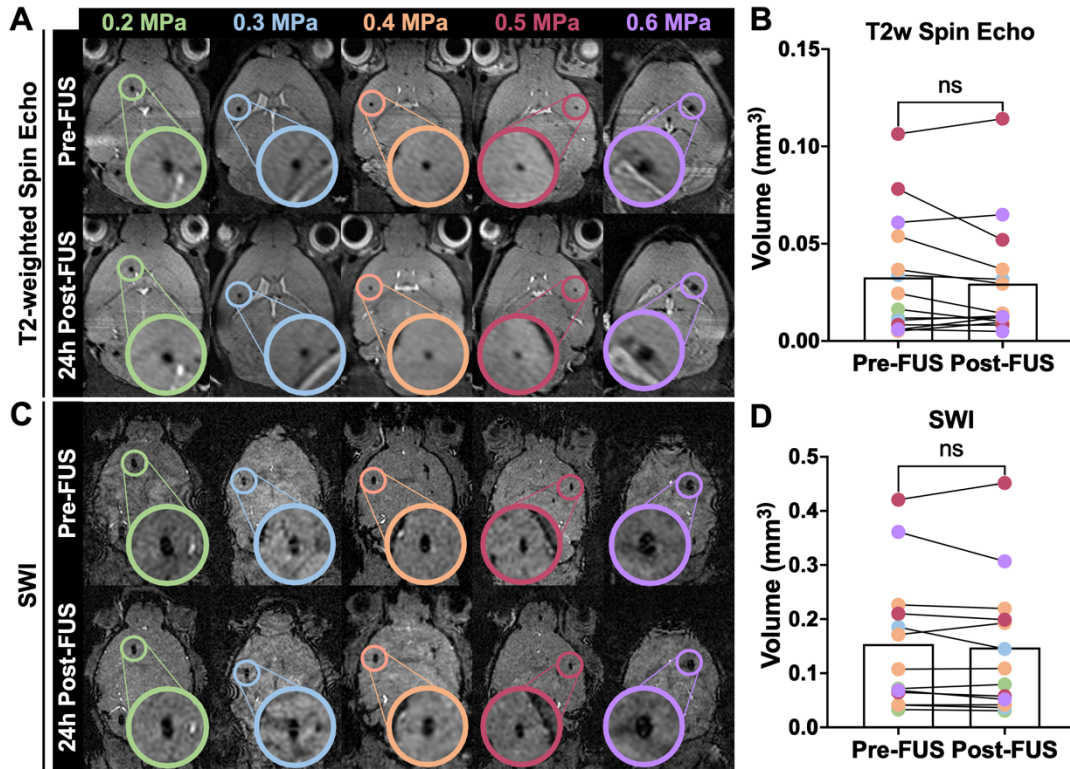 A
0.2 MPa 0.3 MPa 0.4 MPa 0.5 MPa 0.6 MPa
T2-weighted Spin Echo
Pre-FUS
24h Post-FUS
B
T2w Spin Echo
ns
Volume (mm³)
0.15
0.10
0.05
0.00
Pre-FUS Post-FUS
C
SWI
Pre-FUS
24h Post-FUS
D
SWI
ns
Volume (mm³)
0.5
0.4
0.3
0.2
0.1
0.0
Pre-FUS Post-FUS